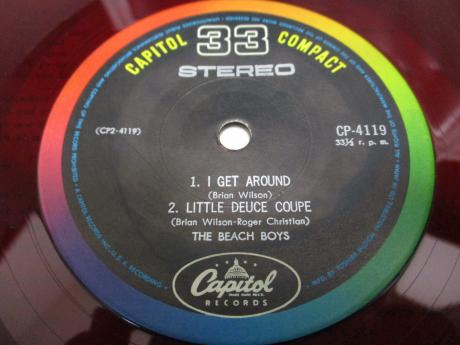 CAPITOL 33 COMPACT
STEREO
(CP2-4119)
CP-4119
33⅓ r. p. m.
1. I GET AROUND
(Brian Wilson)
2. LITTLE DEUCE COUPE
(Brian Wilson-Roger Christian)
THE BEACH BOYS
Capitol
RECORDS